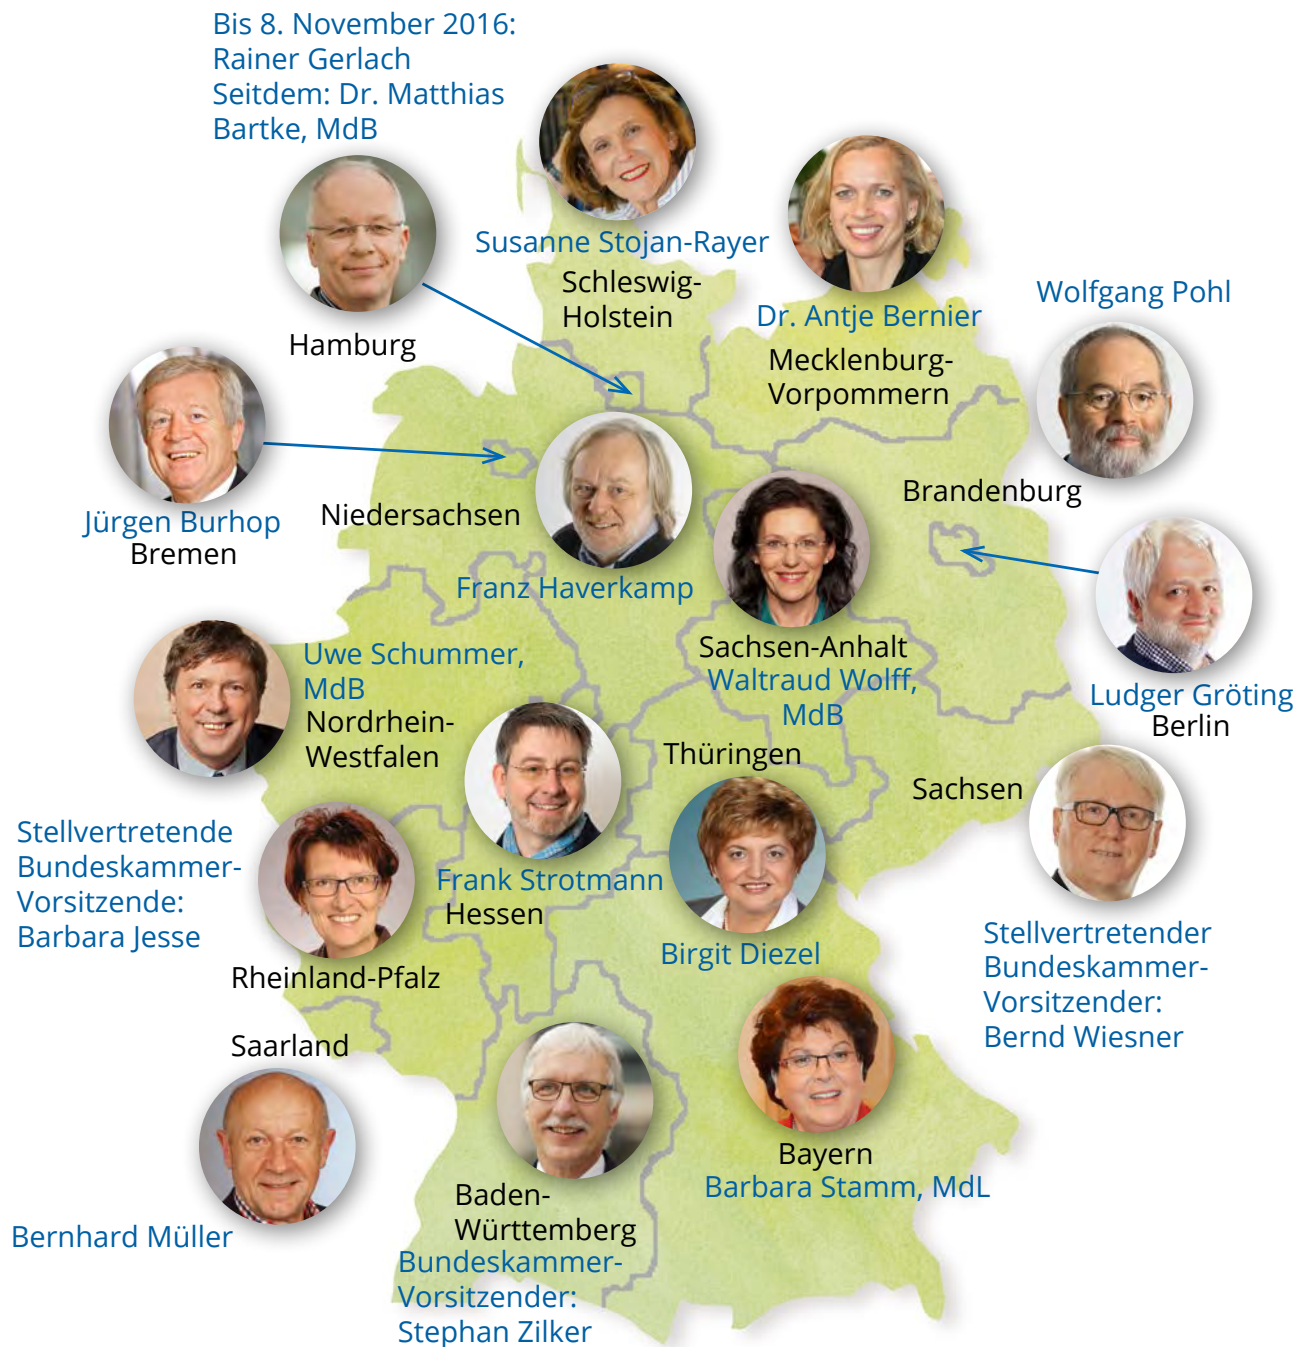 Bis 8. November 2016:
Rainer Gerlach
Seitdem: Dr. Matthias
Bartke, MdB
Hamburg
Susanne Stojan-Rayer
Schleswig-
Holstein
Dr. Antje Bernier
Mecklenburg-
Vorpommern
Wolfgang Pohl
Brandenburg
Jürgen Burhop
Bremen
Niedersachsen
Franz Haverkamp
Sachsen-Anhalt
Waltraud Wolff,
MdB
Ludger Gröting
Berlin
Uwe Schummer,
MdB
Nordrhein-
Westfalen
Thüringen
Birgit Diezel
Sachsen
Stellvertretender
Bundeskammer-
Vorsitzender:
Bernd Wiesner
Stellvertretende
Bundeskammer-
Vorsitzende:
Barbara Jesse
Rheinland-Pfalz
Frank Strotmann
Hessen
Saarland
Bernhard Müller
Baden-
Württemberg
Bundeskammer-
Vorsitzender:
Stephan Zilker
Bayern
Barbara Stamm, MdL